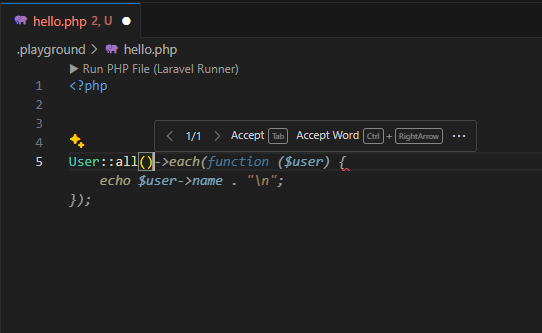 hello.php 2, U
.playground > hello.php
Run PHP File (Laravel Runner)
1 <?php
2
3
1/1 Accept Tab Accept Word Ctrl + RightArrow ...
4
5 User::all()->each(function ($user) {
echo $user->name . "\n";
});